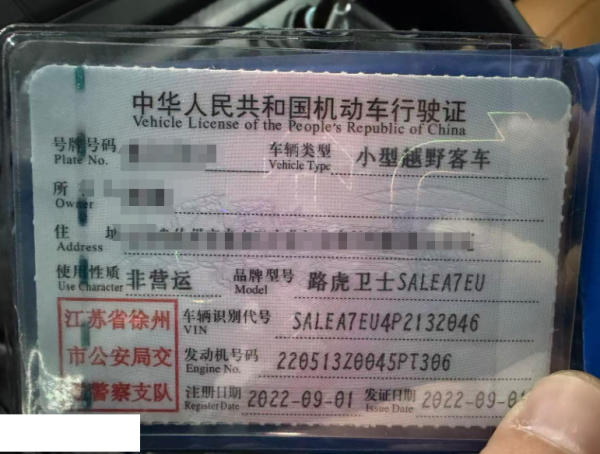 中华人民共和国机动车行驶证
Vehicle License of the People's Republic of China
号牌号码 车辆类型 小型越野客车
Plate No. Vehicle Type
所
Owner
住 址
Address
使用性质 非营运 品牌型号 路虎卫士SALEA7EU
Use Character Model
江苏省徐州 车辆识别代号 SALEA7EU4P2132046
VIN
市公安局交 发动机号码 220513Z0045PT306
Engine No.
警察支队 注册日期 2022-09-01 发证日期 2022-09-0
Register Date Issue Date